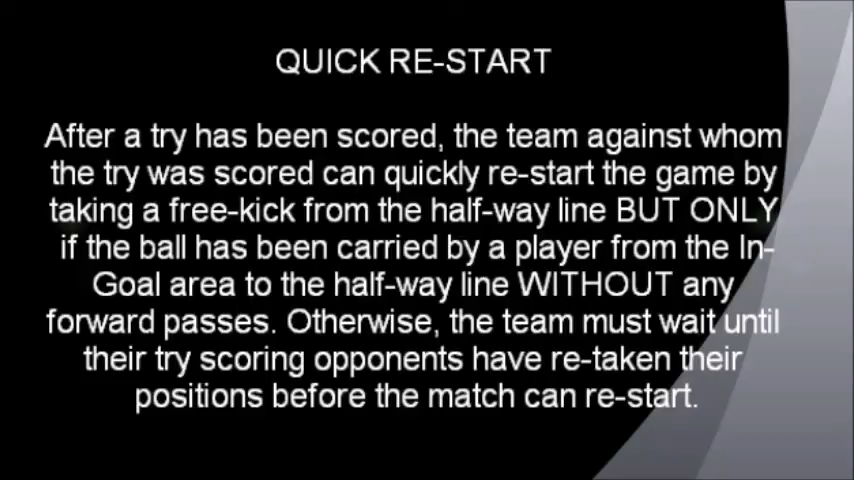 QUICK RE-START
After a try has been scored, the team against whom
the try was scored can quickly re-start the game by
taking a free-kick from the half-way line BUT ONLY
if the ball has been carried by a player from the In-
Goal area to the half-way line WITHOUT any
forward passes. Otherwise, the team must wait until
their try scoring opponents have re-taken their
positions before the match can re-start.